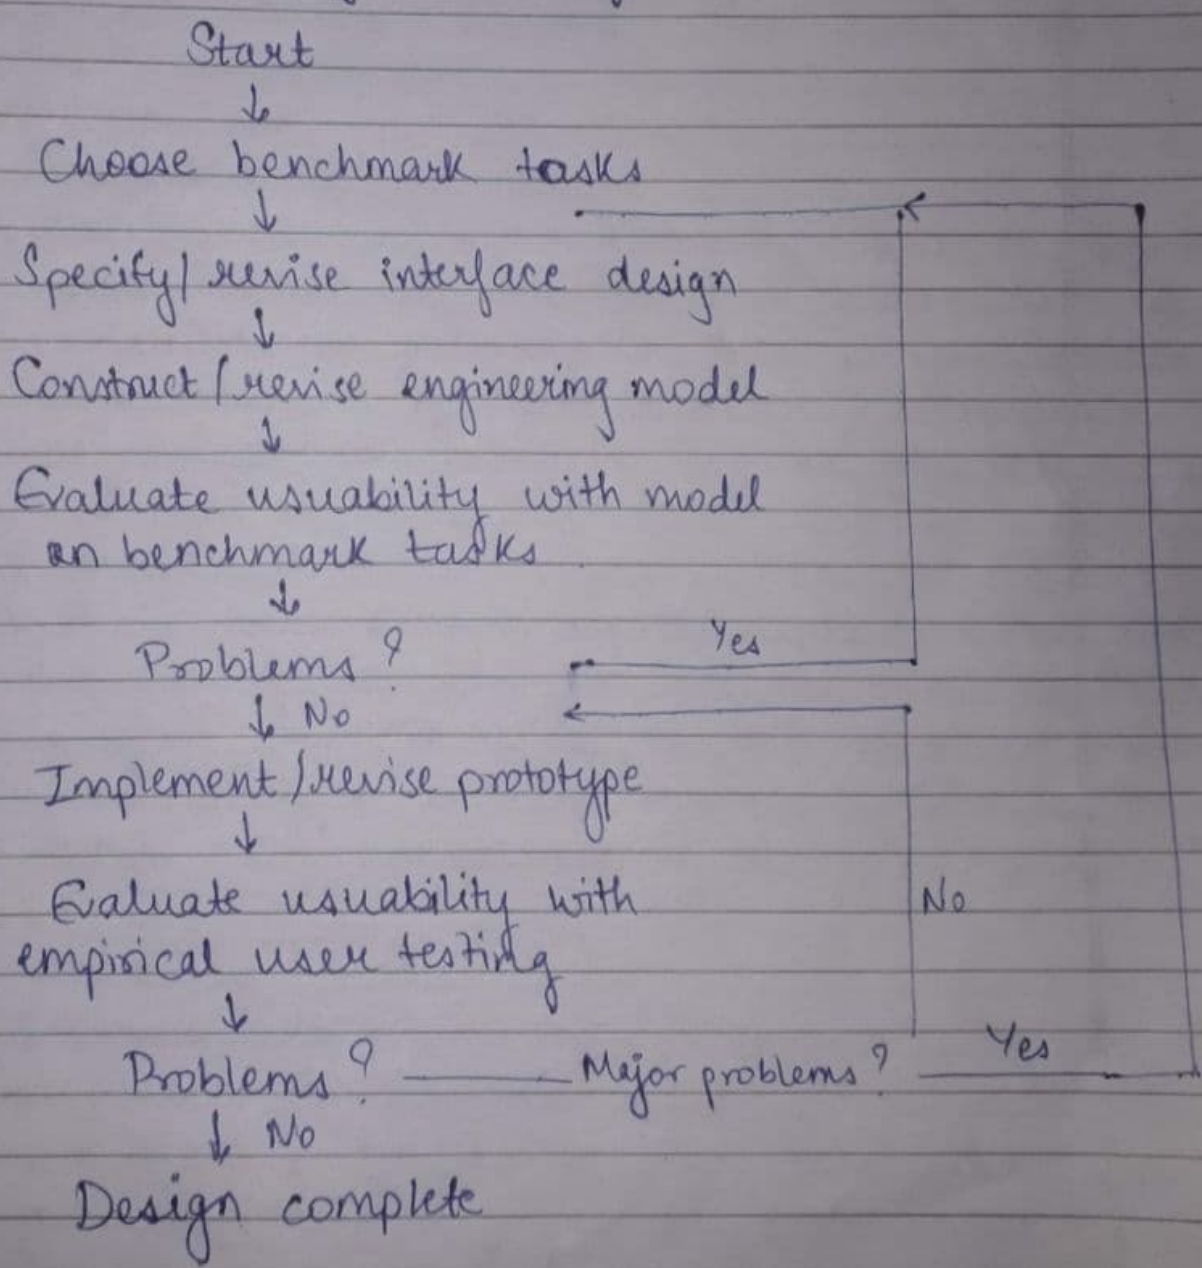 Start
↓
Choose benchmark tasks
↓
Specify/ revise interface design
↓
Construct/revise engineering model
↓
Evaluate usuability with model
on benchmark tasks
↓
Problems? Yes
↓ No
Implement/revise prototype
↓
Evaluate usuability with
No
empirical user testing
↓
Problems? Major problems? Yes
↓ No
Design complete